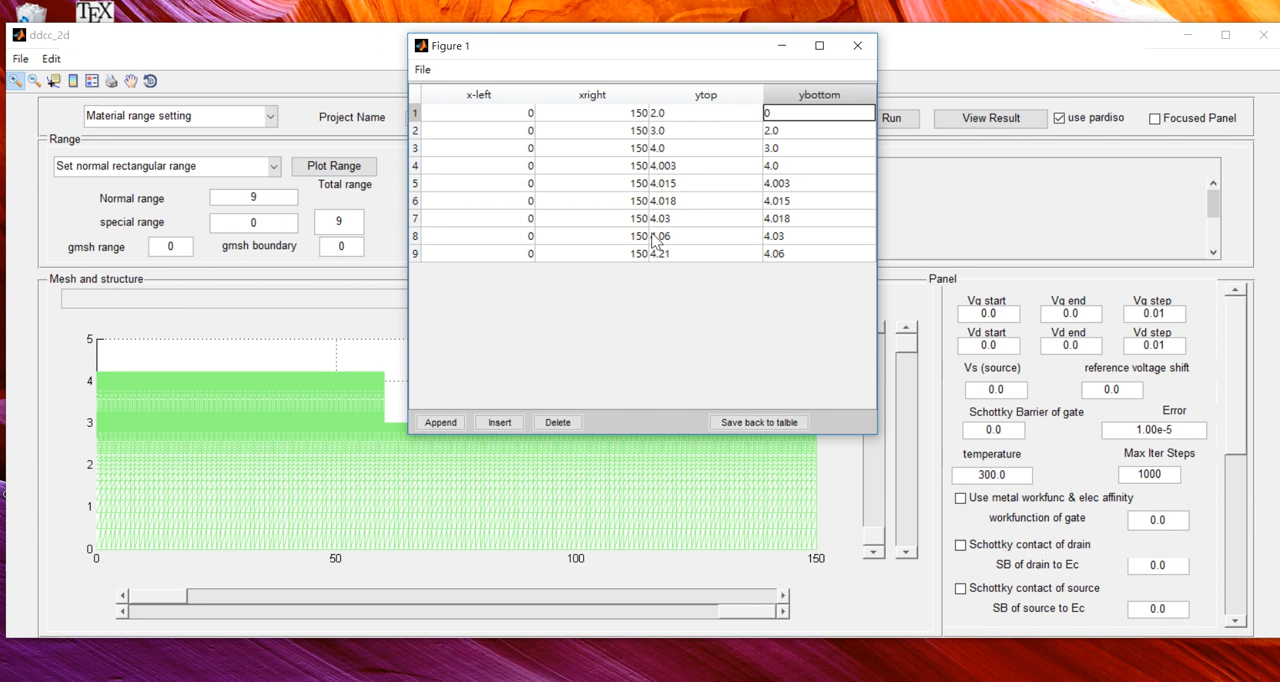 TEX
ddcc_2d
File Edit
Material range setting
Project Name
Run
View Result
use pardiso
Focused Panel
Range
Set normal rectangular range
Plot Range
Total range
Normal range 9
special range 0
9
gmsh range 0
gmsh boundary 0
Figure 1
File
x-left xright ytop ybottom
1 0 150 2.0 0
2 0 150 3.0 2.0
3 0 150 4.0 3.0
4 0 150 4.003 4.0
5 0 150 4.015 4.003
6 0 150 4.018 4.015
7 0 150 4.03 4.018
8 0 150 .06 4.03
9 0 150 4.21 4.06
Append Insert Delete Save back to talble
Mesh and structure
5
4
3
2
1
0
0 50 100 150
Panel
Vg start Vg end Vg step
0.0 0.0 0.01
Vd start Vd end Vd step
0.0 0.0 0.01
Vs (source) reference voltage shift
0.0 0.0
Schottky Barrier of gate Error
0.0 1.00e-5
temperature Max Iter Steps
300.0 1000
Use metal workfunc & elec affinity
workfunction of gate 0.0
Schottky contact of drain
SB of drain to Ec 0.0
Schottky contact of source
SB of source to Ec 0.0